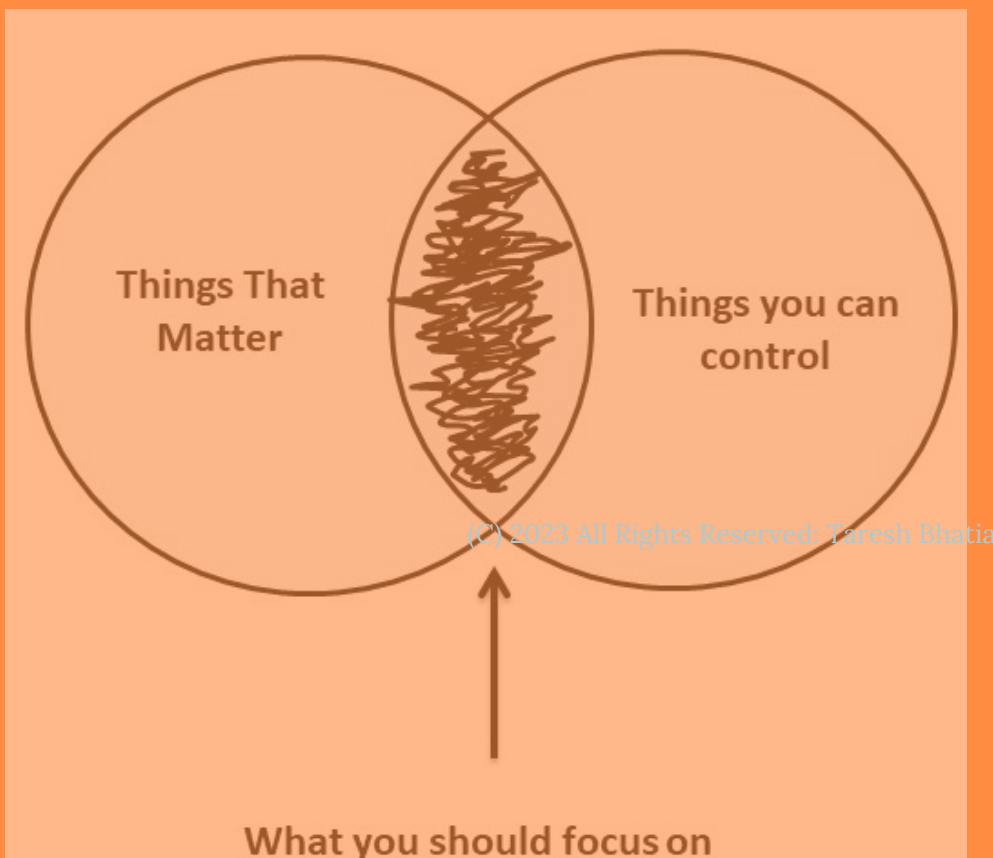 Things That
Matter
Things you can
control
(C) 2023 All Rights Reserved: Taresh Bhatia
What you should focus on